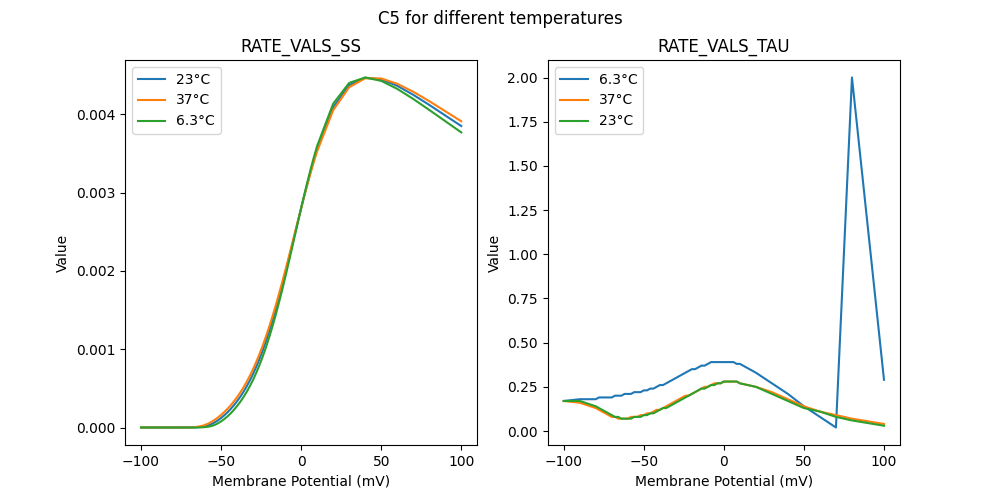 C5 for different temperatures
RATE_VALS_SS
23°C
37°C
6.3°C
0.004
0.003
0.002
0.001
0.000
Value
−100
−50
0
50
100
Membrane Potential (mV)
RATE_VALS_TAU
6.3°C
37°C
23°C
2.00
1.75
1.50
1.25
1.00
0.75
0.50
0.25
0.00
Value
−100
−50
0
50
100
Membrane Potential (mV)